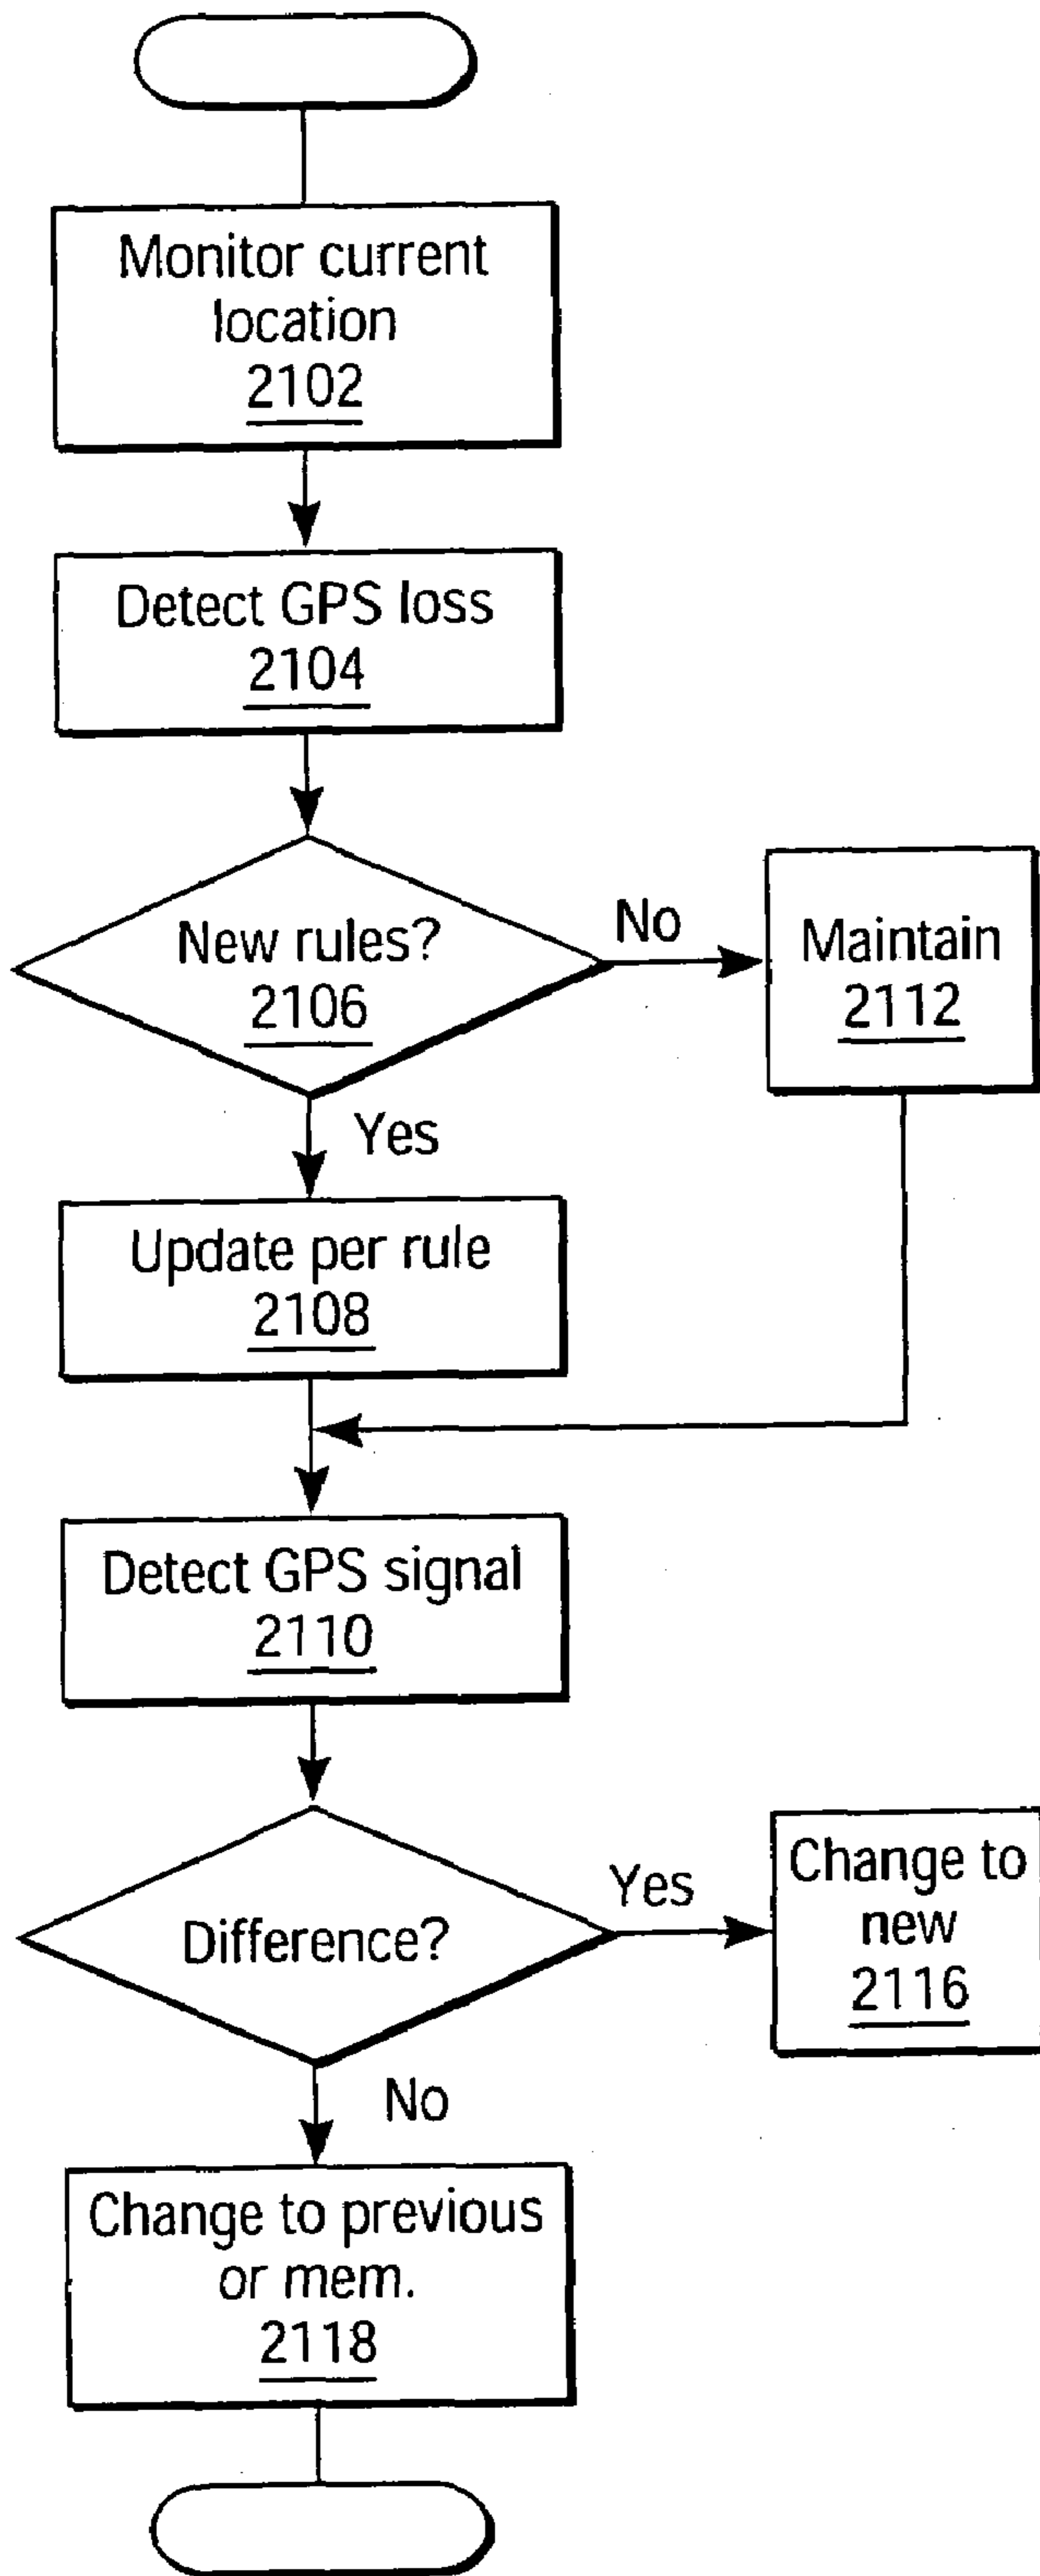 Monitor current
location
2102
Detect GPS loss
2104
New rules?
2106
No
Maintain
2112
Yes
Update per rule
2108
Detect GPS signal
2110
Difference?
Yes
Change to
new
2116
No
Change to previous
or mem.
2118